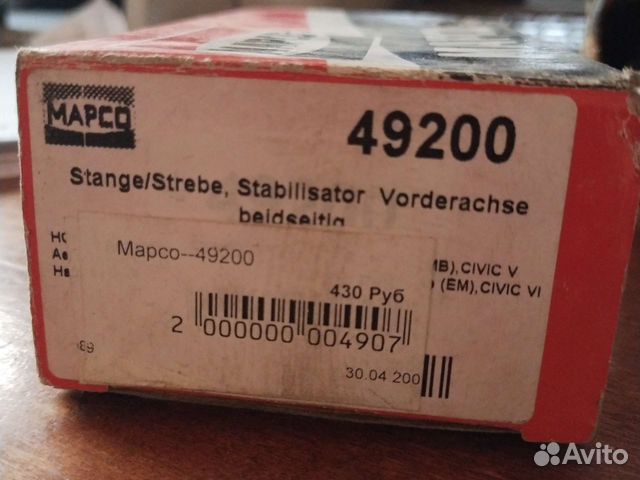 MAPCO
49200
Stange/Strebe, Stabilisator Vorderachse
beidseitig
Mapco--49200
MB),CIVIC V
(EM),CIVIC VI
430 Руб
2 000000 004907
89
30.04.200
Avito